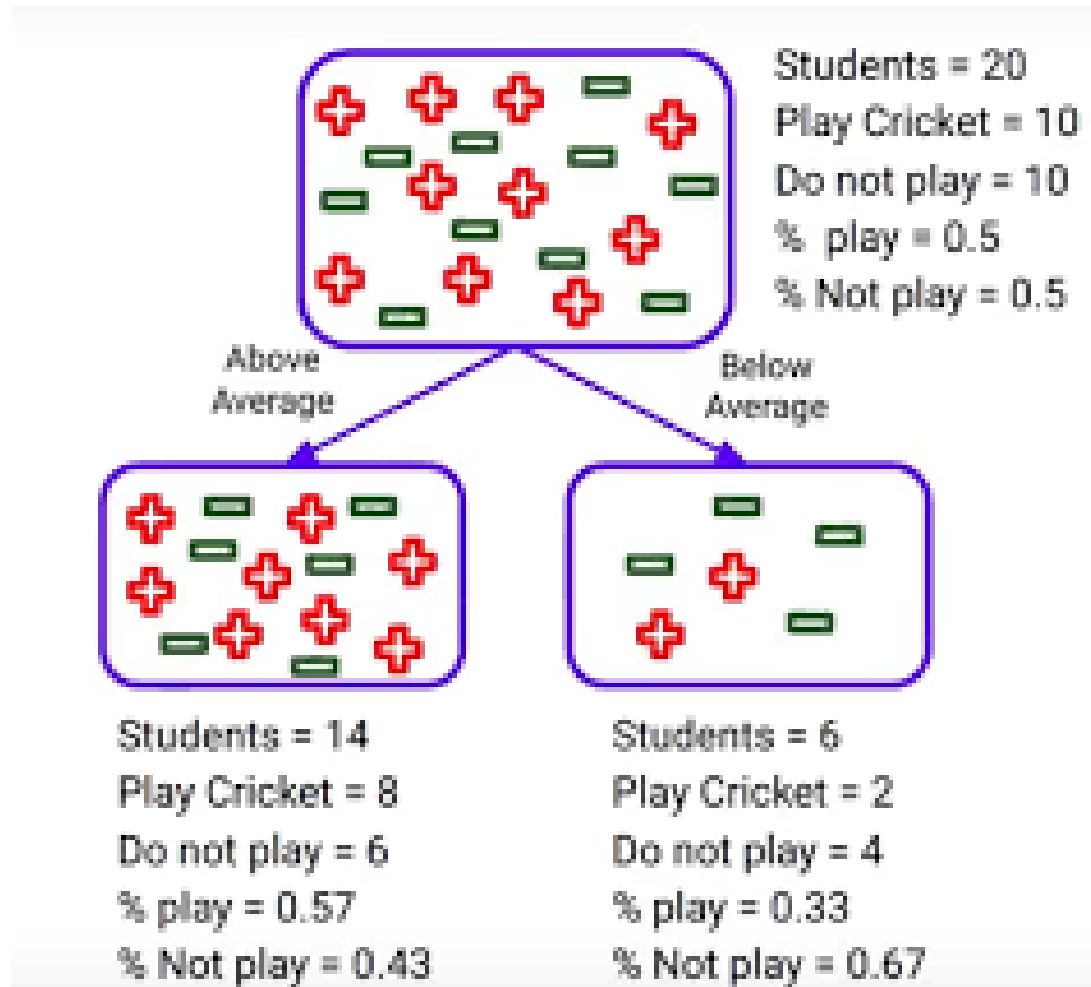 Students = 20
Play Cricket = 10
Do not play = 10
% play = 0.5
% Not play = 0.5
Above
Average
Below
Average
Students = 14
Play Cricket = 8
Do not play = 6
% play = 0.57
% Not play = 0.43
Students = 6
Play Cricket = 2
Do not play = 4
% play = 0.33
% Not play = 0.67